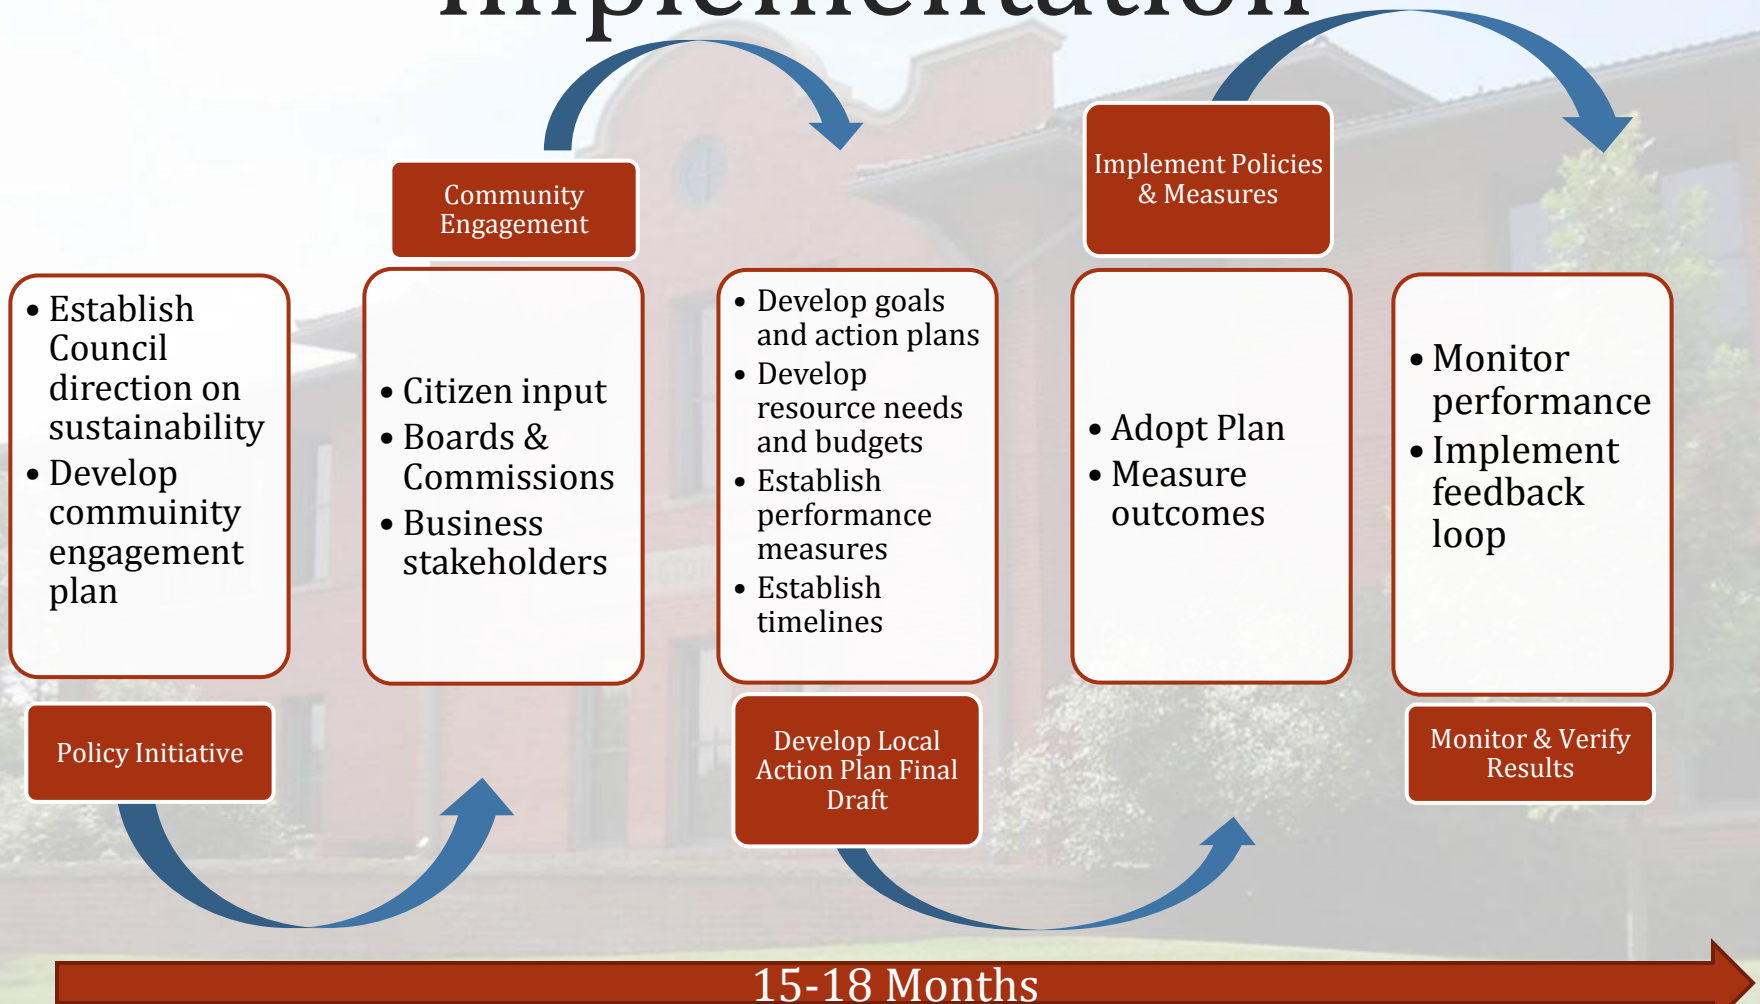 Implementation
• Establish
Council
direction on
sustainability
• Develop
commuinity
engagement
plan
Policy Initiative
Community
Engagement
• Citizen input
• Boards &
Commissions
• Business
stakeholders
• Develop goals
and action plans
• Develop
resource needs
and budgets
• Establish
performance
measures
• Establish
timelines
Develop Local
Action Plan Final
Draft
Implement Policies
& Measures
• Adopt Plan
• Measure
outcomes
• Monitor
performance
• Implement
feedback
loop
Monitor & Verify
Results
15-18 Months